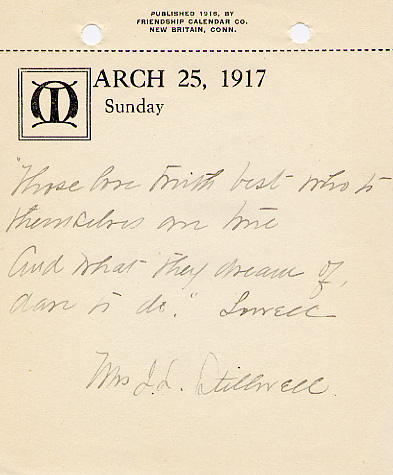 PUBLISHED 1916, BY
FRIENDSHIP CALENDAR CO.
NEW BRITAIN, CONN.
MARCH 25, 1917
Sunday
"Those love truth best who to
themselves are true
And what they dream of,
dare to do." Lowell
Mrs J. L. Stillwell.